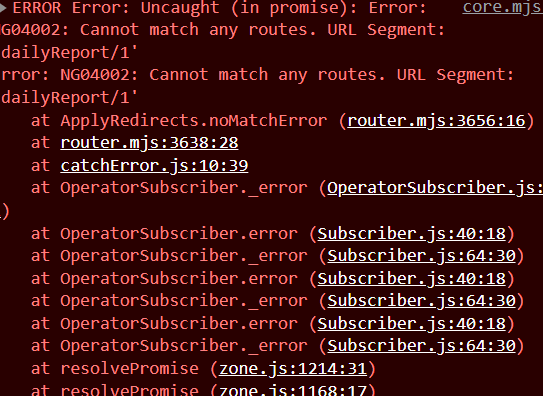 ERROR Error: Uncaught (in promise): Error: core.mjs
NG04002: Cannot match any routes. URL Segment:
dailyReport/1'
rror: NG04002: Cannot match any routes. URL Segment:
dailyReport/1'
at ApplyRedirects.noMatchError (router.mjs:3656:16)
at router.mjs:3638:28
at catchError.js:10:39
at OperatorSubscriber._error (OperatorSubscriber.js:
)
at OperatorSubscriber.error (Subscriber.js:40:18)
at OperatorSubscriber._error (Subscriber.js:64:30)
at OperatorSubscriber.error (Subscriber.js:40:18)
at OperatorSubscriber._error (Subscriber.js:64:30)
at OperatorSubscriber.error (Subscriber.js:40:18)
at OperatorSubscriber._error (Subscriber.js:64:30)
at resolvePromise (zone.js:1214:31)
at resolvePromise (zone.js:1168:17)